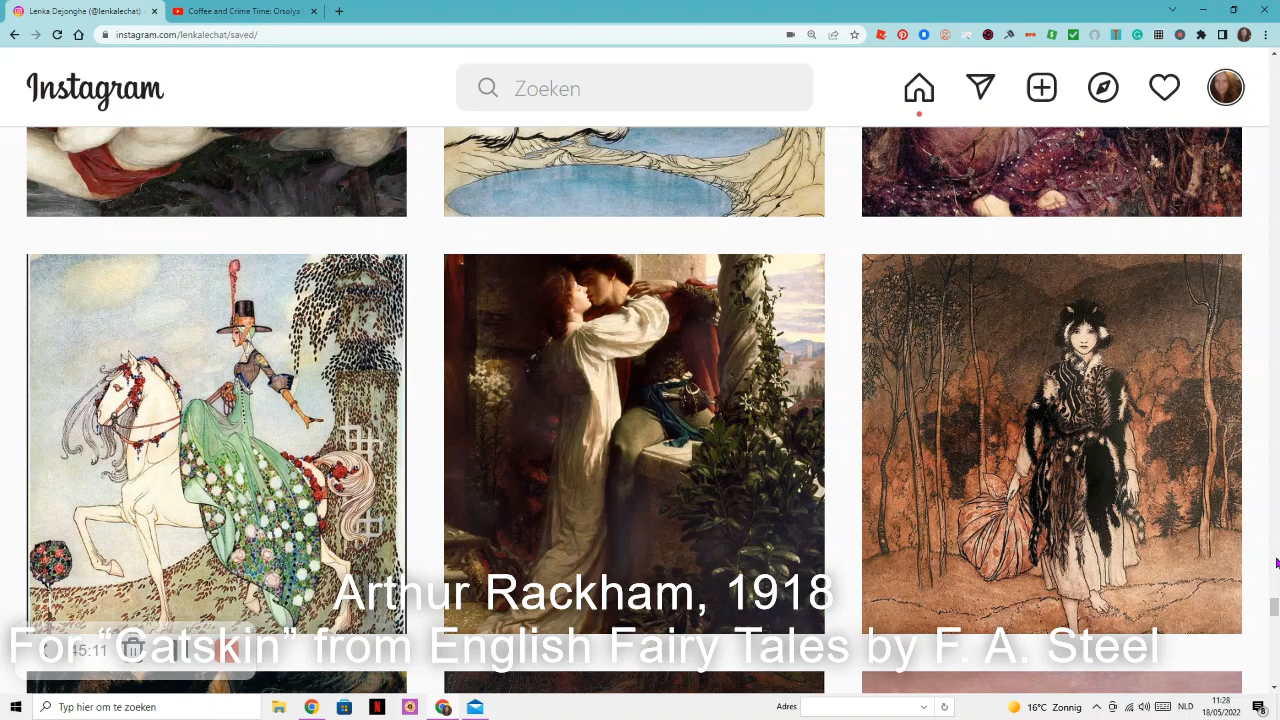 Lenka Dejonghe (@lenkalechat)
Coffee and Crime Time: Orsolya
instagram.com/lenkalechat/saved/
Instagram
Zoeken
Arthur Rackham, 1918
For “Catskin” from English Fairy Tales by F. A. Steel
45:11
Typ hier om te zoeken
Adres
16°C Zonnig
NLD
11:28
18/05/2022